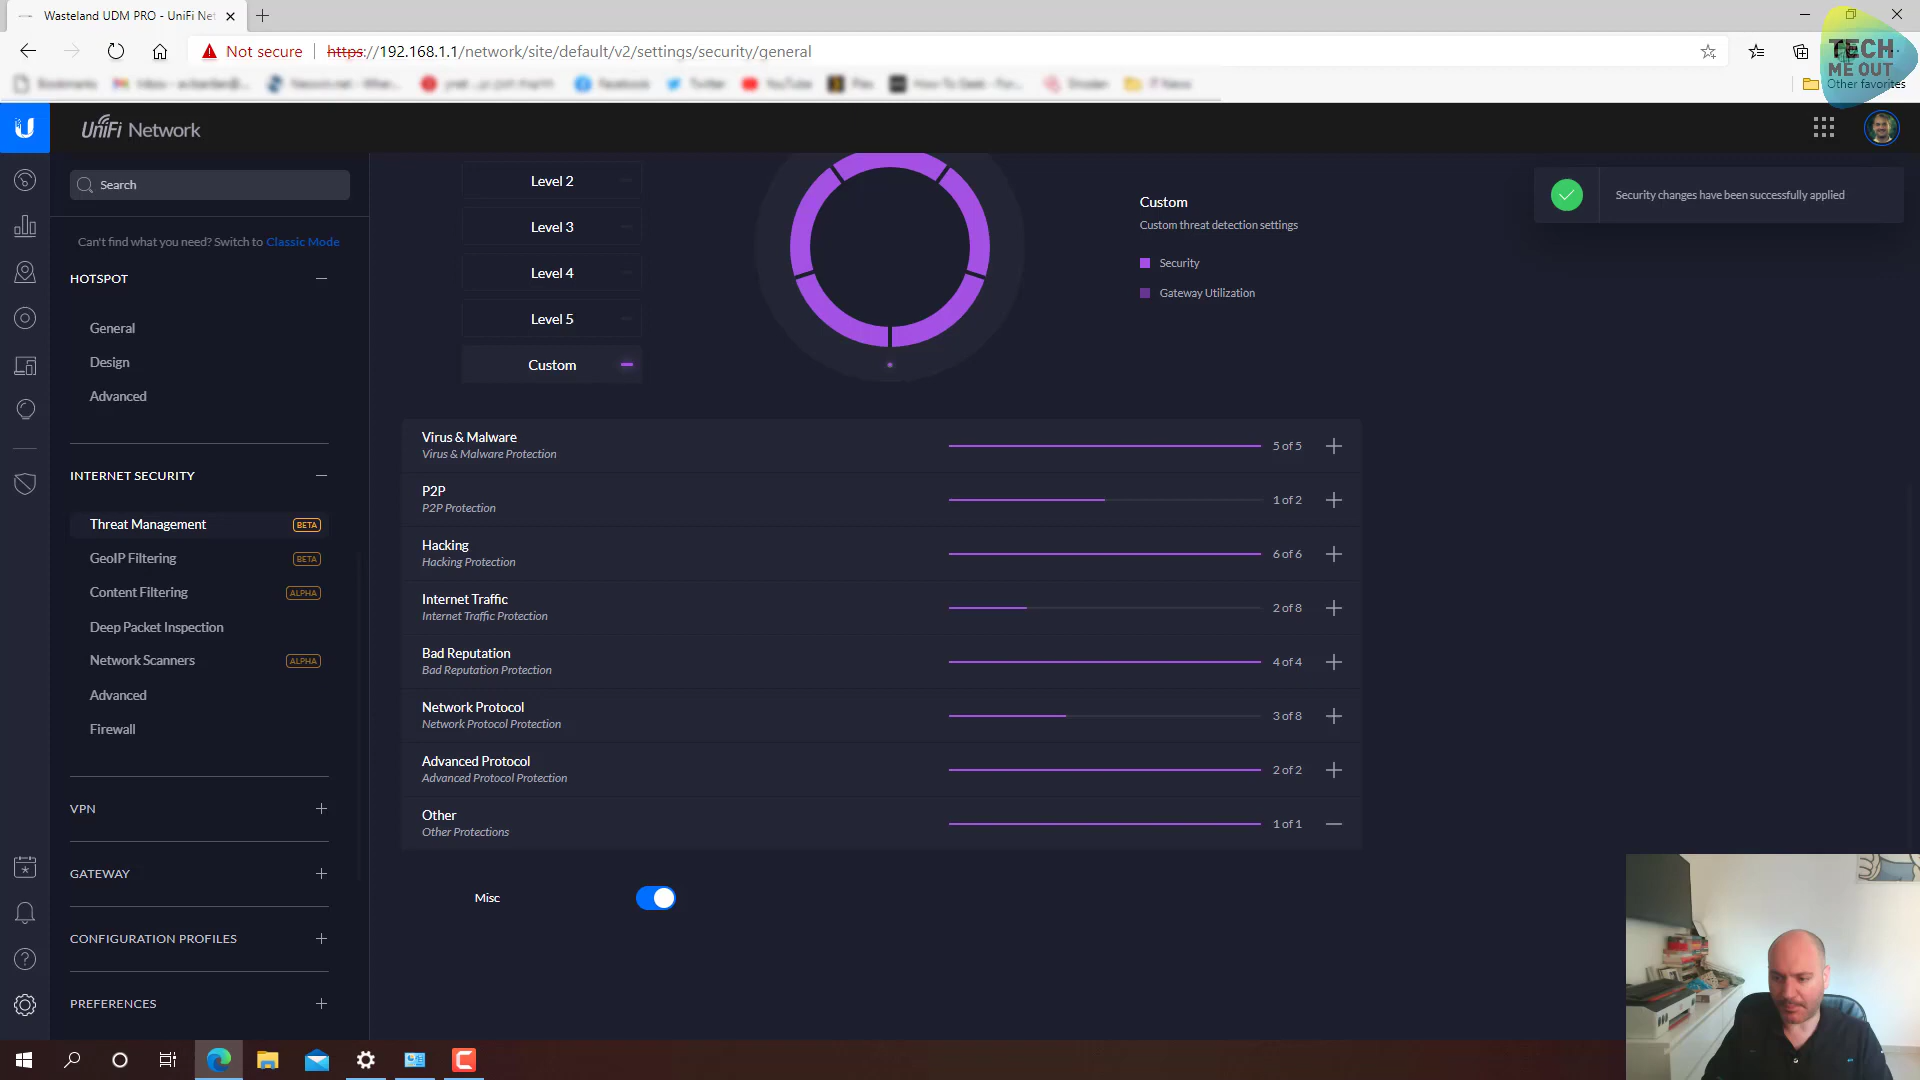 Wasteland UDM PRO - UniFi Net
TECH
ME OUT
Not secure
https://192.168.1.1/network/site/default/v2/settings/security/general
Bookmarks
Facebook
Twitter
YouTube
Plex
IT News
Other favorites
UniFi Network
Search
Can't find what you need? Switch to Classic Mode
HOTSPOT
General
Design
Advanced
INTERNET SECURITY
Threat Management BETA
GeoIP Filtering BETA
Content Filtering ALPHA
Deep Packet Inspection
Network Scanners ALPHA
Advanced
Firewall
VPN
GATEWAY
CONFIGURATION PROFILES
PREFERENCES
Level 2
Level 3
Level 4
Level 5
Custom
Custom
Custom threat detection settings
Security
Gateway Utilization
Security changes have been successfully applied
Virus & Malware
Virus & Malware Protection
5 of 5
P2P
P2P Protection
1 of 2
Hacking
Hacking Protection
6 of 6
Internet Traffic
Internet Traffic Protection
2 of 8
Bad Reputation
Bad Reputation Protection
4 of 4
Network Protocol
Network Protocol Protection
3 of 8
Advanced Protocol
Advanced Protocol Protection
2 of 2
Other
Other Protections
1 of 1
Misc